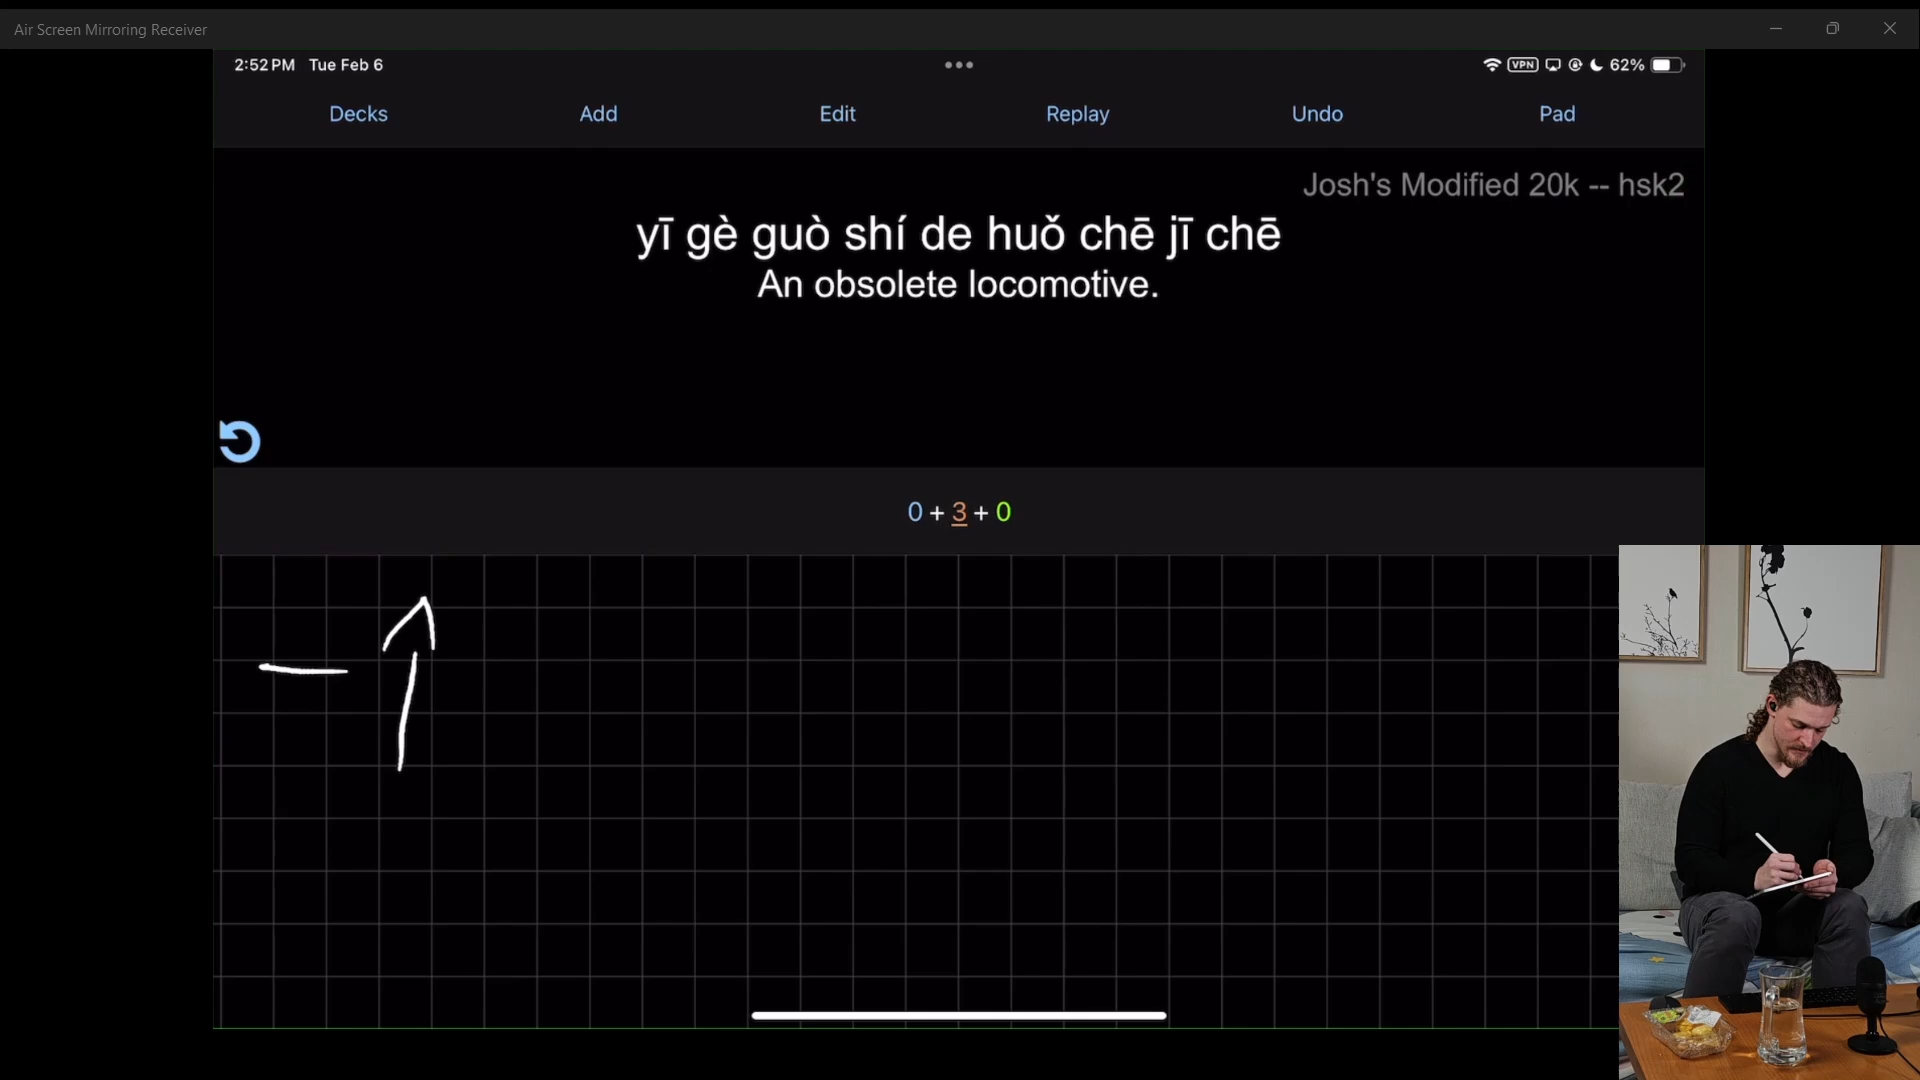 Air Screen Mirroring Receiver
2:52 PM Tue Feb 6
VPN 62%
Decks Add Edit Replay Undo Pad
Josh's Modified 20k -- hsk2
yī gè guò shí de huǒ chē jī chē
An obsolete locomotive.
0 + 3 + 0
一个